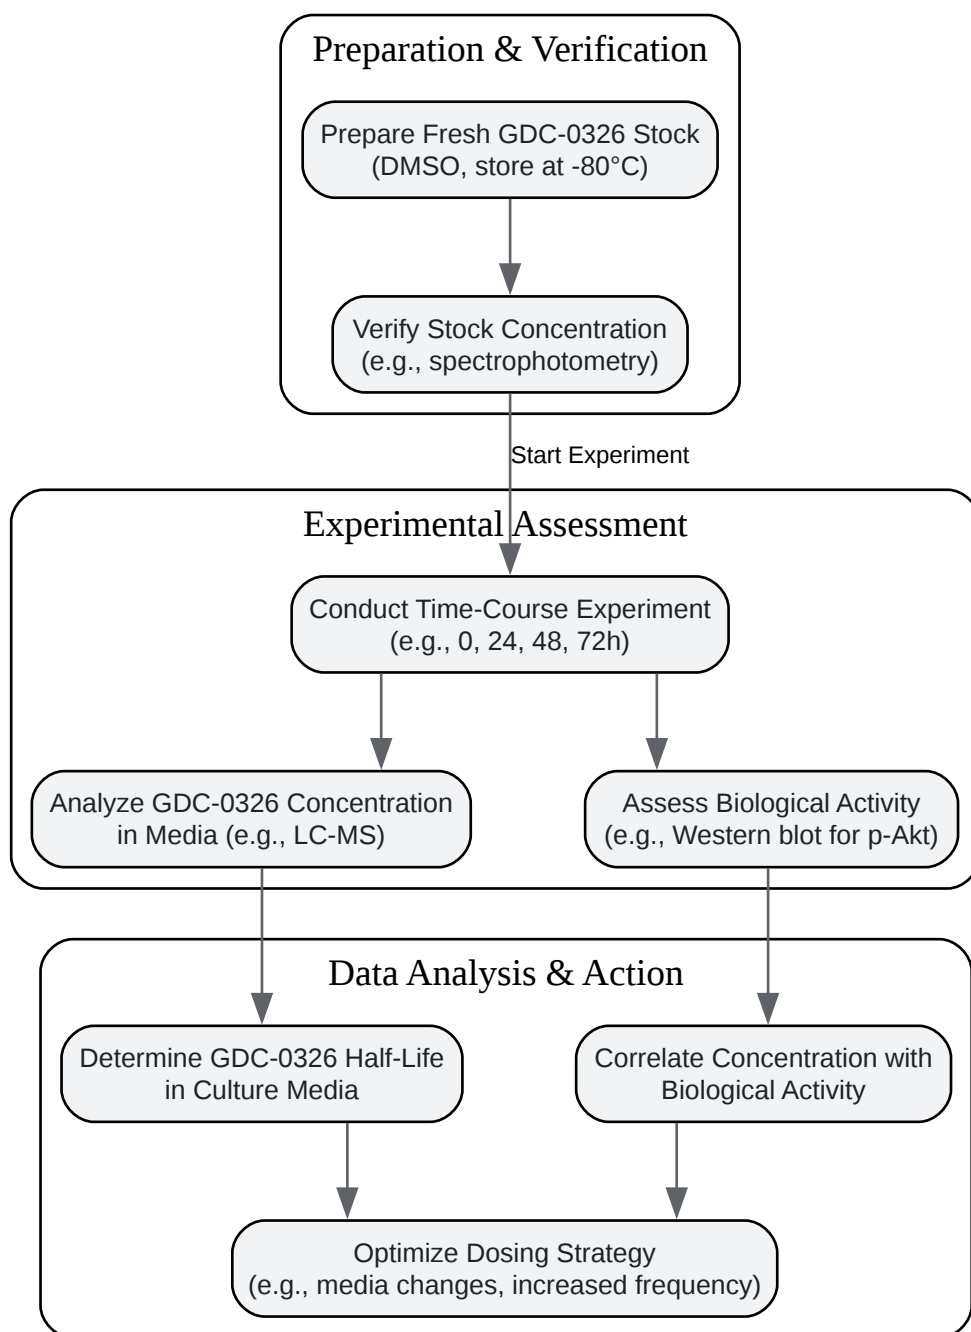 Preparation & Verification
Prepare Fresh GDC-0326 Stock
(DMSO, store at -80°C)
Verify Stock Concentration
(e.g., spectrophotometry)
Start Experiment
Experimental Assessment
Conduct Time-Course Experiment
(e.g., 0, 24, 48, 72h)
Analyze GDC-0326 Concentration
in Media (e.g., LC-MS)
Assess Biological Activity
(e.g., Western blot for p-Akt)
Data Analysis & Action
Determine GDC-0326 Half-Life
in Culture Media
Correlate Concentration with
Biological Activity
Optimize Dosing Strategy
(e.g., media changes, increased frequency)